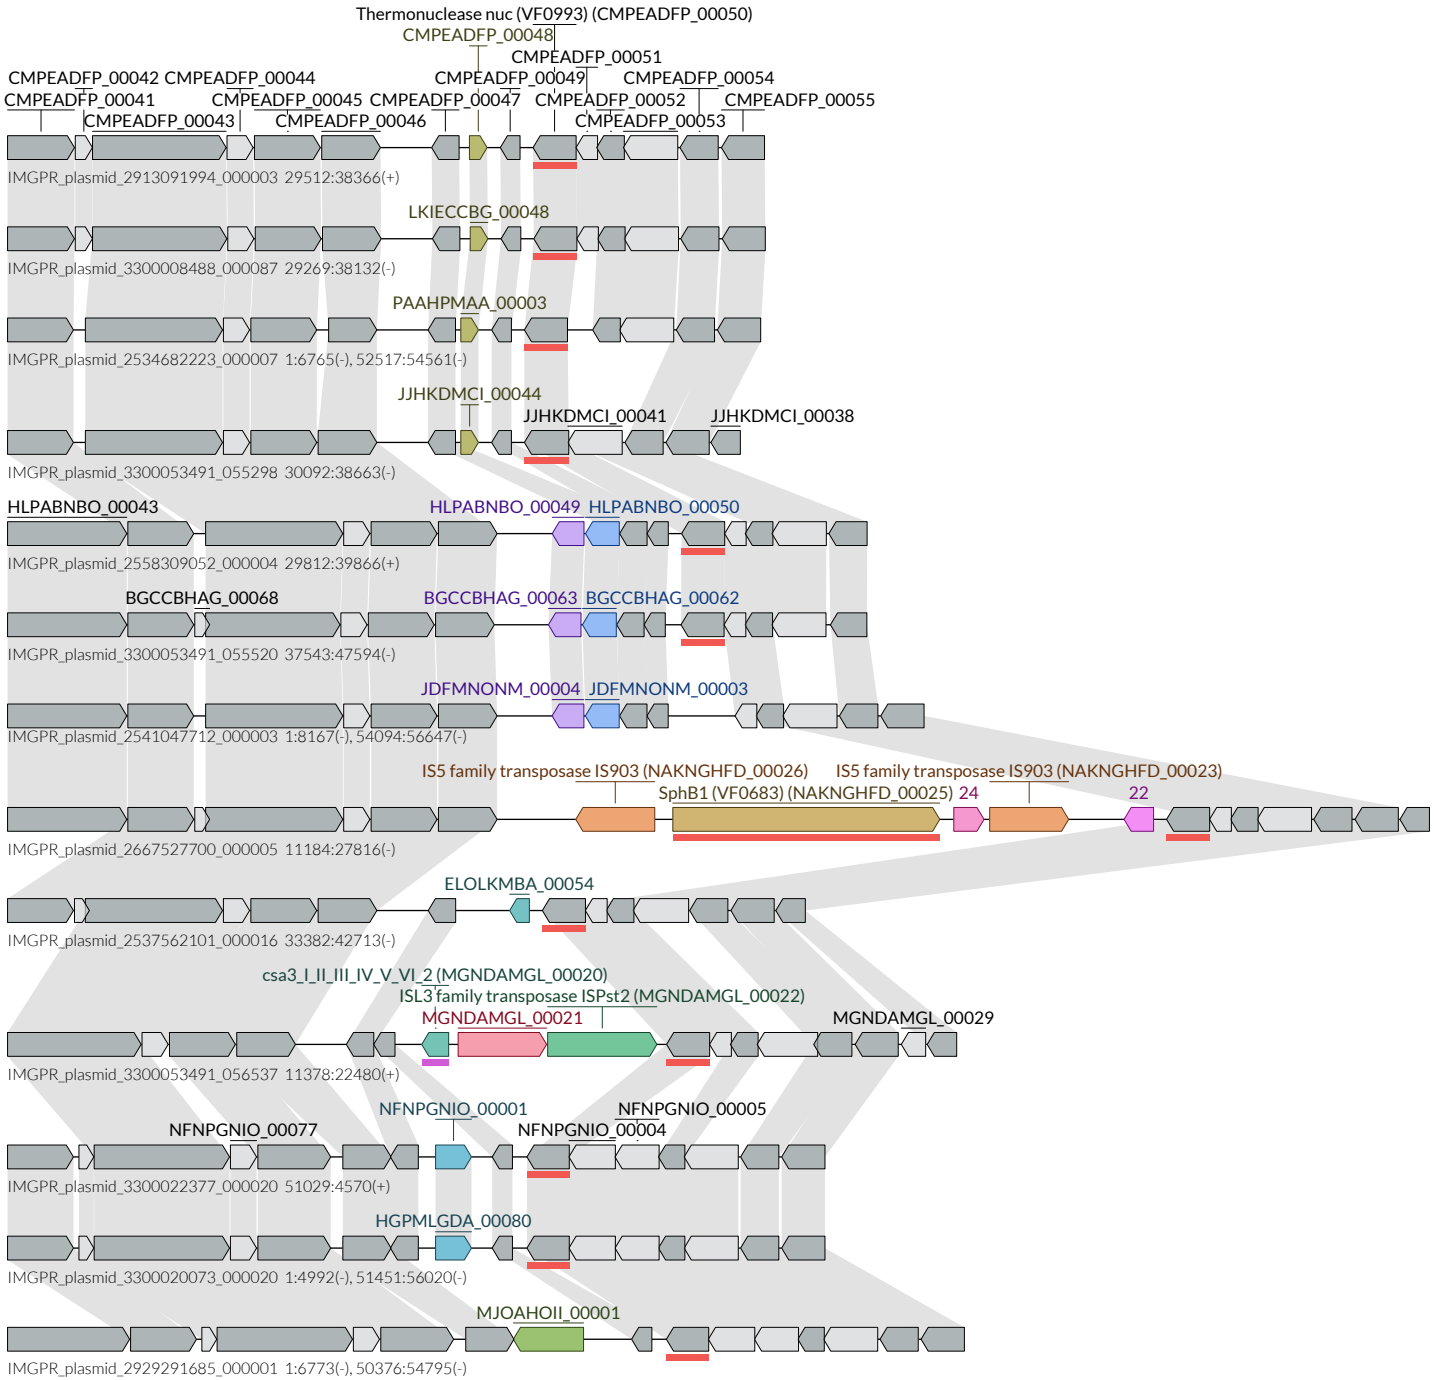 Thermonuclease nuc (VF0993) (CMPEADFP_00050)
CMPEADFP_00048
CMPEADFP_00051
CMPEADFP_00042 CMPEADFP_00044 CMPEADFP_00049 CMPEADFP_00054
CMPEADFP_00041 CMPEADFP_00045 CMPEADFP_00047 CMPEADFP_00052 CMPEADFP_00055
CMPEADFP_00043 CMPEADFP_00046 CMPEADFP_00053
IMGPR_plasmid_2913091994_000003 29512:38366(+)
LKIECCBG_00048
IMGPR_plasmid_3300008488_000087 29269:38132(-)
PAAHPMAA_00003
IMGPR_plasmid_2534682223_000007 1:6765(-), 52517:54561(-)
JJHKDMCI_00044
JJHKDMCI_00041 JJHKDMCI_00038
IMGPR_plasmid_3300053491_055298 30092:38663(-)
HLPABNBO_00043 HLPABNBO_00049 HLPABNBO_00050
IMGPR_plasmid_2558309052_000004 29812:39866(+)
BGCCBHAG_00068 BGCCBHAG_00063 BGCCBHAG_00062
IMGPR_plasmid_3300053491_055520 37543:47594(-)
JDFMNONM_00004 JDFMNONM_00003
IMGPR_plasmid_2541047712_000003 1:8167(-), 54094:56647(-)
IS5 family transposase IS903 (NAKNGHFD_00026) IS5 family transposase IS903 (NAKNGHFD_00023)
SphB1 (VF0683) (NAKNGHFD_00025) 24 22
IMGPR_plasmid_2667527700_000005 11184:27816(-)
ELOLKMBA_00054
IMGPR_plasmid_2537562101_000016 33382:42713(-)
csa3_I_II_III_IV_V_VI_2 (MGNDAMGL_00020)
ISL3 family transposase ISPst2 (MGNDAMGL_00022)
MGNDAMGL_00021 MGNDAMGL_00029
IMGPR_plasmid_3300053491_056537 11378:22480(+)
NFNPGNIO_00001 NFNPGNIO_00005
NFNPGNIO_00077 NFNPGNIO_00004
IMGPR_plasmid_3300022377_000020 51029:4570(+)
HGPMLGDA_00080
IMGPR_plasmid_3300020073_000020 1:4992(-), 51451:56020(-)
MJOAHOII_00001
IMGPR_plasmid_2929291685_000001 1:6773(-), 50376:54795(-)